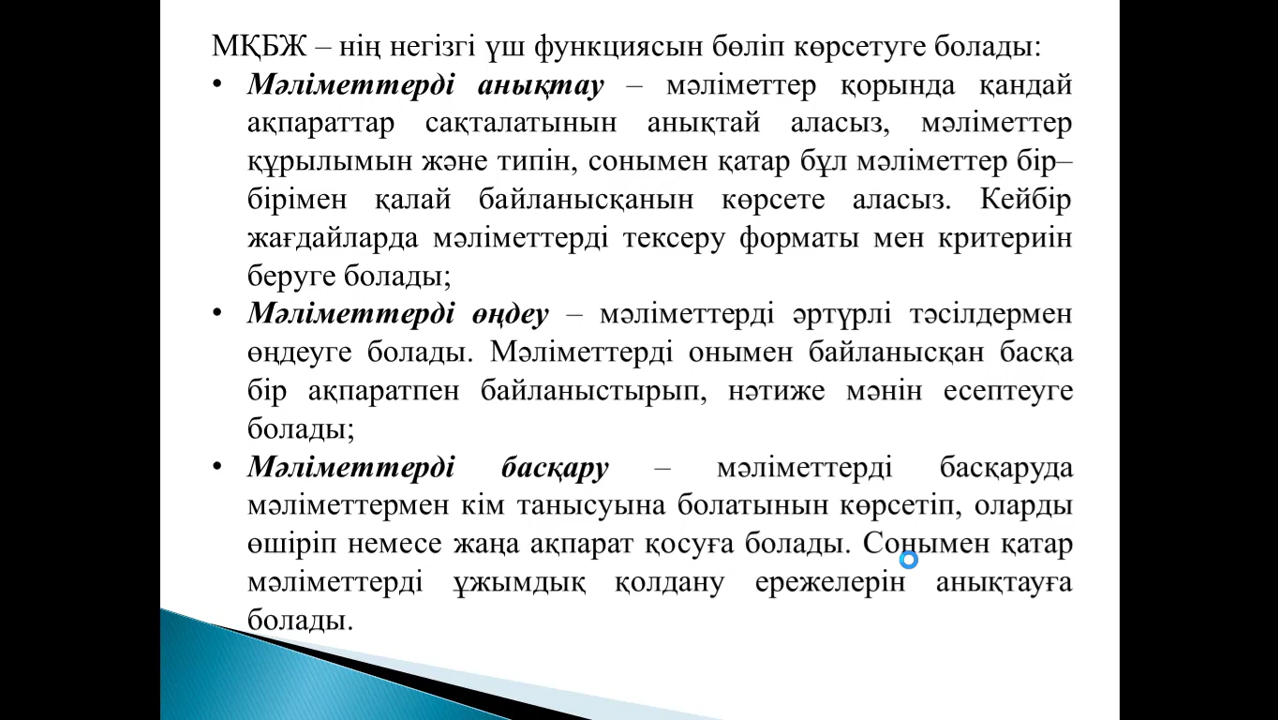 МҚБЖ – нің негізгі үш функциясын бөліп көрсетуге болады:
• Мәліметтерді анықтау – мәліметтер қорында қандай
ақпараттар сақталатынын анықтай аласыз, мәліметтер
құрылымын және типін, сонымен қатар бұл мәліметтер бір–
бірімен қалай байланысқанын көрсете аласыз. Кейбір
жағдайларда мәліметтерді тексеру форматы мен критериін
беруге болады;
• Мәліметтерді өңдеу – мәліметтерді әртүрлі тәсілдермен
өңдеуге болады. Мәліметтерді онымен байланысқан басқа
бір ақпаратпен байланыстырып, нәтиже мәнін есептеуге
болады;
• Мәліметтерді басқару – мәліметтерді басқаруда
мәліметтермен кім танысуына болатынын көрсетіп, оларды
өшіріп немесе жаңа ақпарат қосуға болады. Сонымен қатар
мәліметтерді ұжымдық қолдану ережелерін анықтауға
болады.